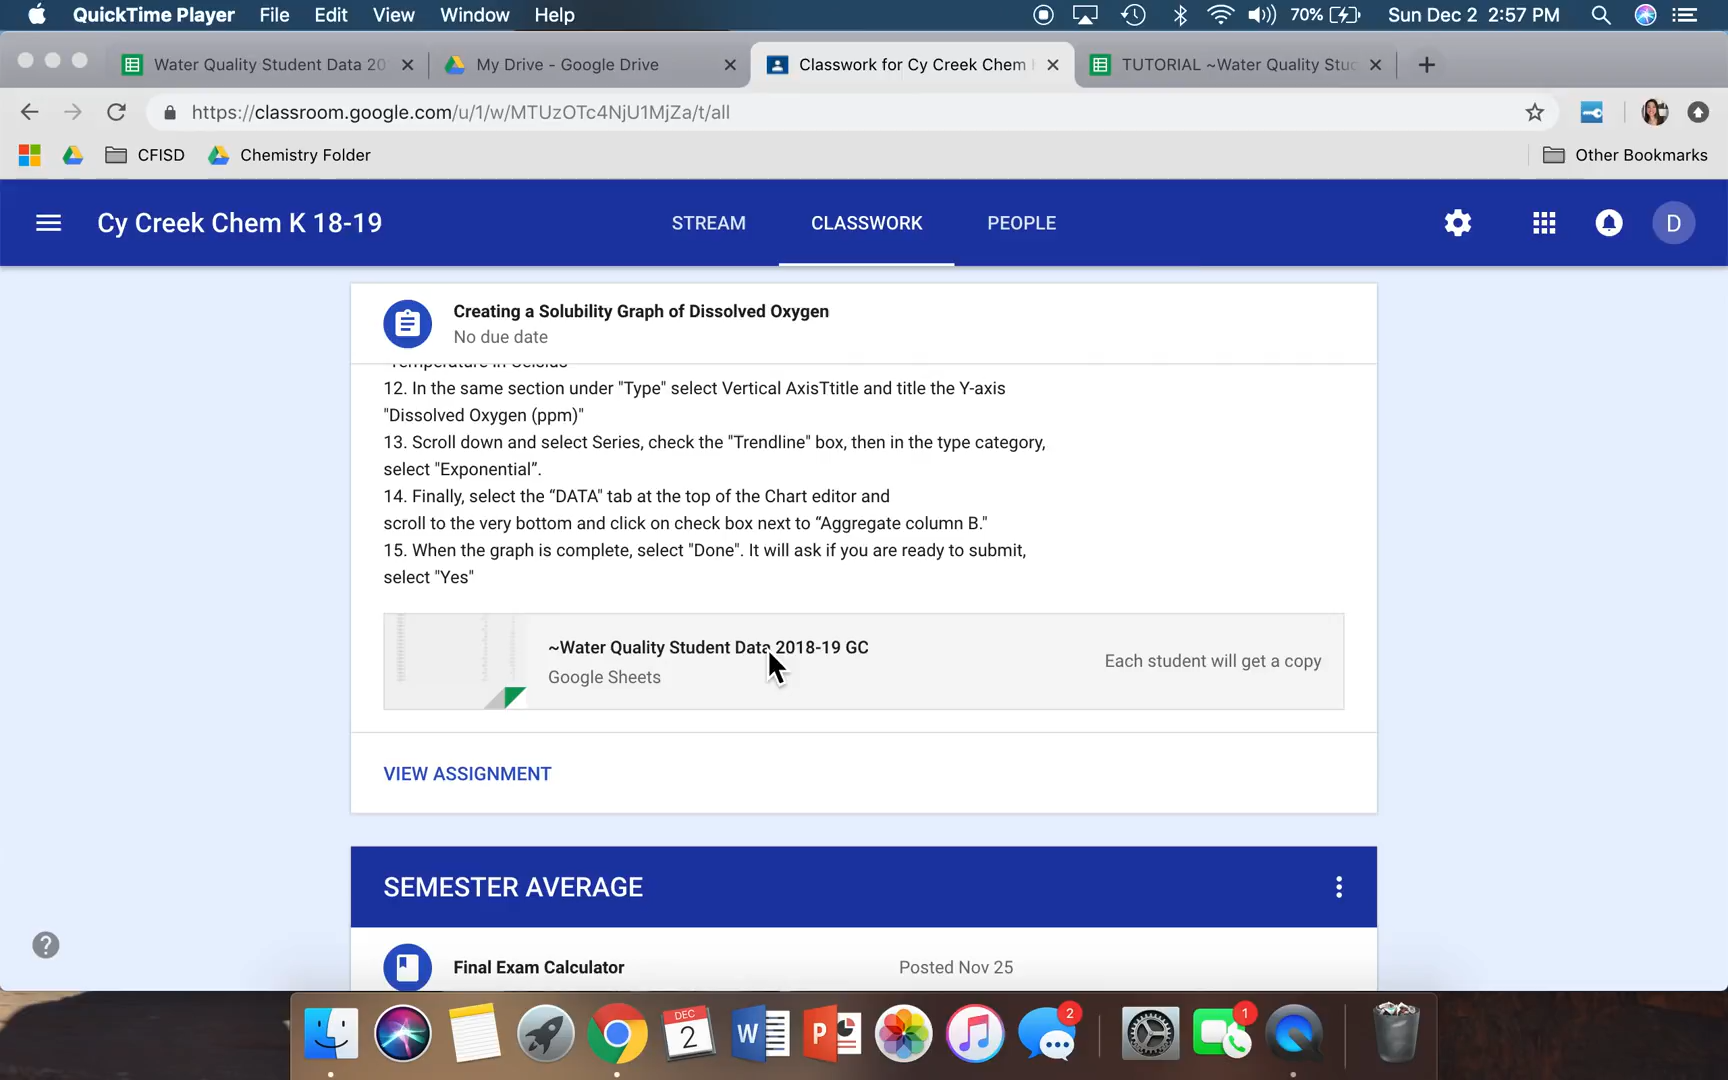 QuickTime Player File Edit View Window Help 70% Sun Dec 2 2:57 PM
Water Quality Student Data 20 My Drive - Google Drive Classwork for Cy Creek Chem TUTORIAL ~Water Quality Stu
https://classroom.google.com/u/1/w/MTUzOTc4NjU1MjZa/t/all
CFISD Chemistry Folder Other Bookmarks
Cy Creek Chem K 18-19 STREAM CLASSWORK PEOPLE D
Creating a Solubility Graph of Dissolved Oxygen
No due date
"Temperature in Celsius"
12. In the same section under "Type" select Vertical AxisTtitle and title the Y-axis
"Dissolved Oxygen (ppm)"
13. Scroll down and select Series, check the "Trendline" box, then in the type category,
select "Exponential”.
14. Finally, select the “DATA" tab at the top of the Chart editor and
scroll to the very bottom and click on check box next to “Aggregate column B."
15. When the graph is complete, select "Done". It will ask if you are ready to submit,
select "Yes"
~Water Quality Student Data 2018-19 GC
Google Sheets
Each student will get a copy
VIEW ASSIGNMENT
SEMESTER AVERAGE
?
Final Exam Calculator Posted Nov 25
DEC
2
W
P
2
1